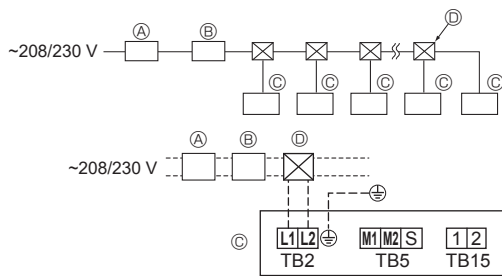 Ⓐ Ⓑ Ⓓ
~208/230 V
Ⓒ Ⓒ Ⓒ Ⓒ Ⓒ
Ⓐ Ⓑ Ⓓ
~208/230 V
Ⓒ L1 L2 M1 M2 S 1 2
TB2 TB5 TB15